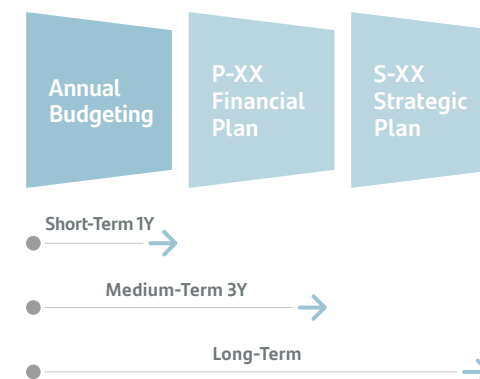 Annual
Budgeting
P-XX
Financial
Plan
S-XX
Strategic
Plan
Short-Term 1Y
Medium-Term 3Y
Long-Term